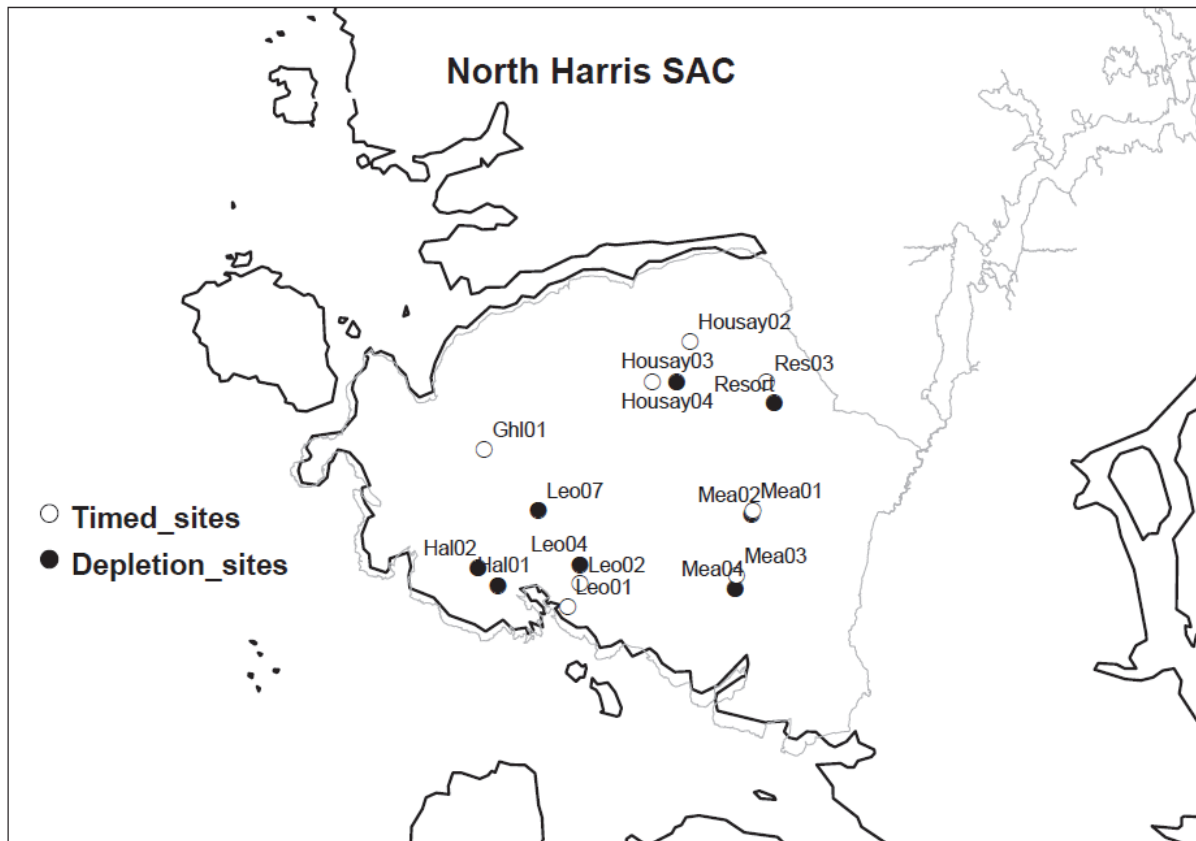 North Harris SAC
Housay02
Housay03
Res03
Resort
Housay04
Ghl01
Leo07
Mea02
Mea01
Timed_sites
Hal02
Leo04
Depletion_sites
Hal01
Leo02
Mea03
Mea04
Leo01